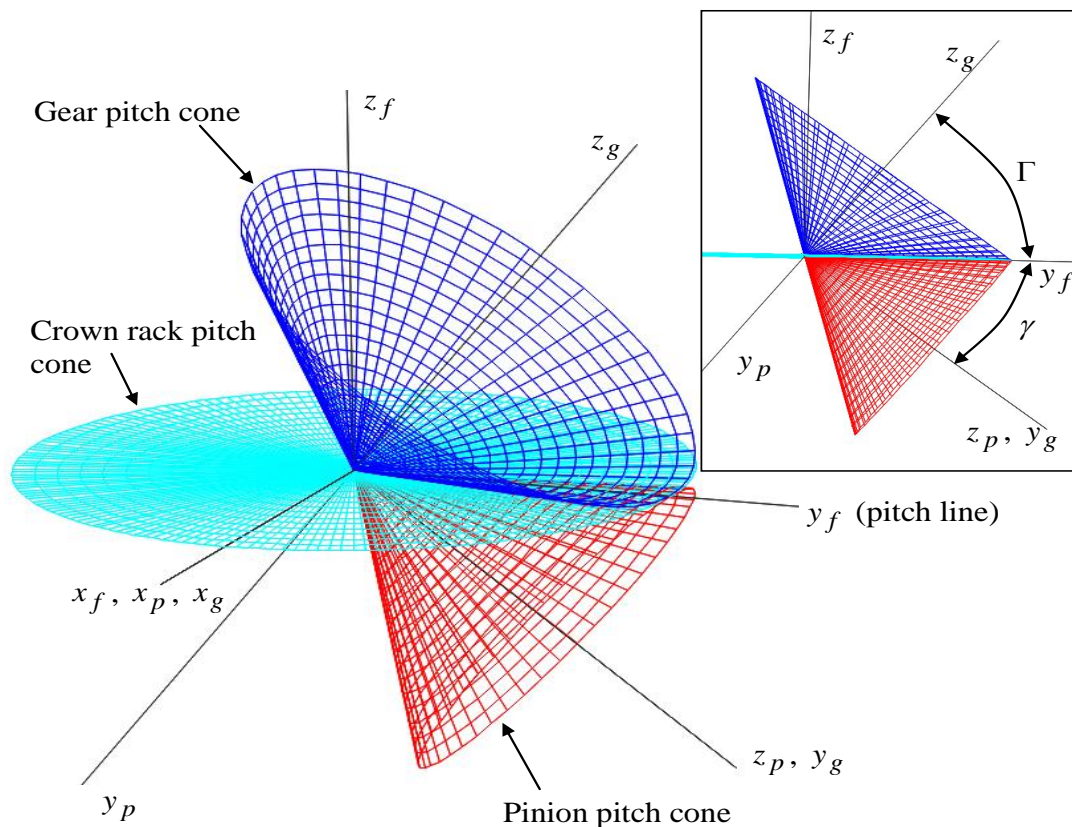 Gear pitch cone
z_f
z_g
Crown rack pitch
cone
y_f (pitch line)
x_f, x_p, x_g
y_p
z_p, y_g
Pinion pitch cone
z_f
z_g
Γ
y_f
γ
y_p
z_p, y_g